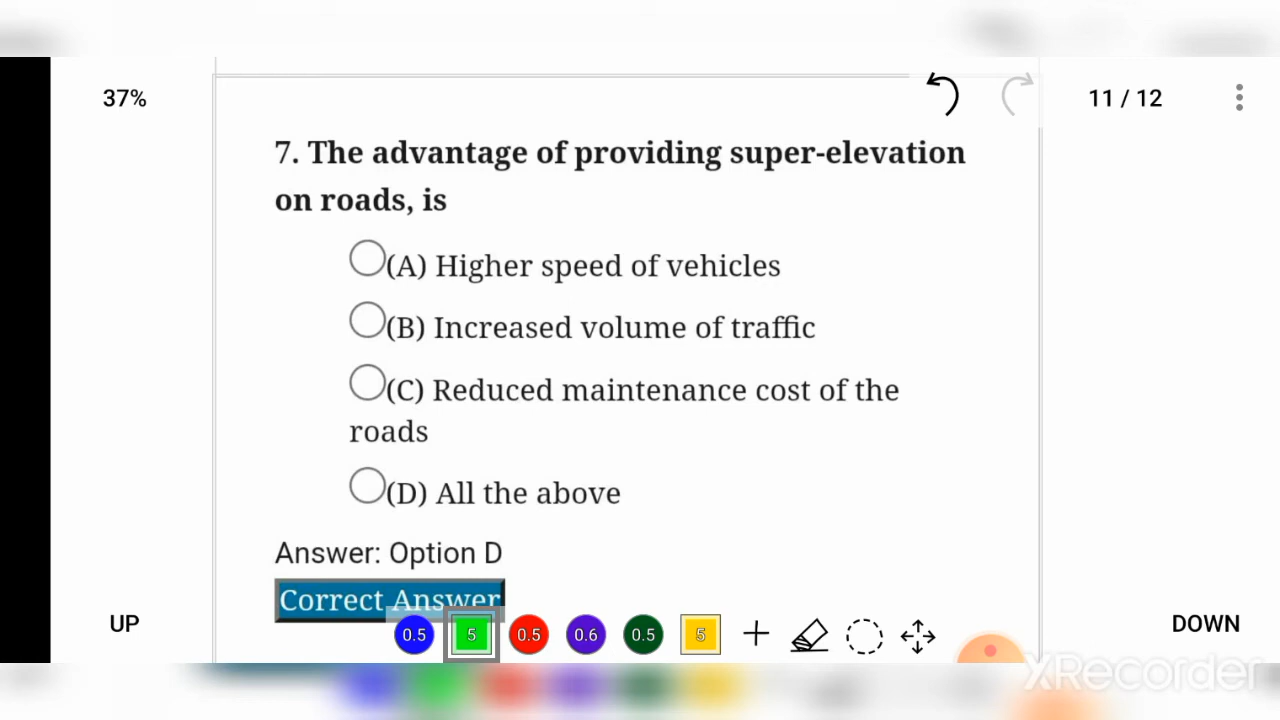 37%
11 / 12
7. The advantage of providing super-elevation
on roads, is
(A) Higher speed of vehicles
(B) Increased volume of traffic
(C) Reduced maintenance cost of the
roads
(D) All the above
Answer: Option D
Correct Answer
UP
DOWN
0.5 5 0.5 0.6 0.5 5
XRecorder